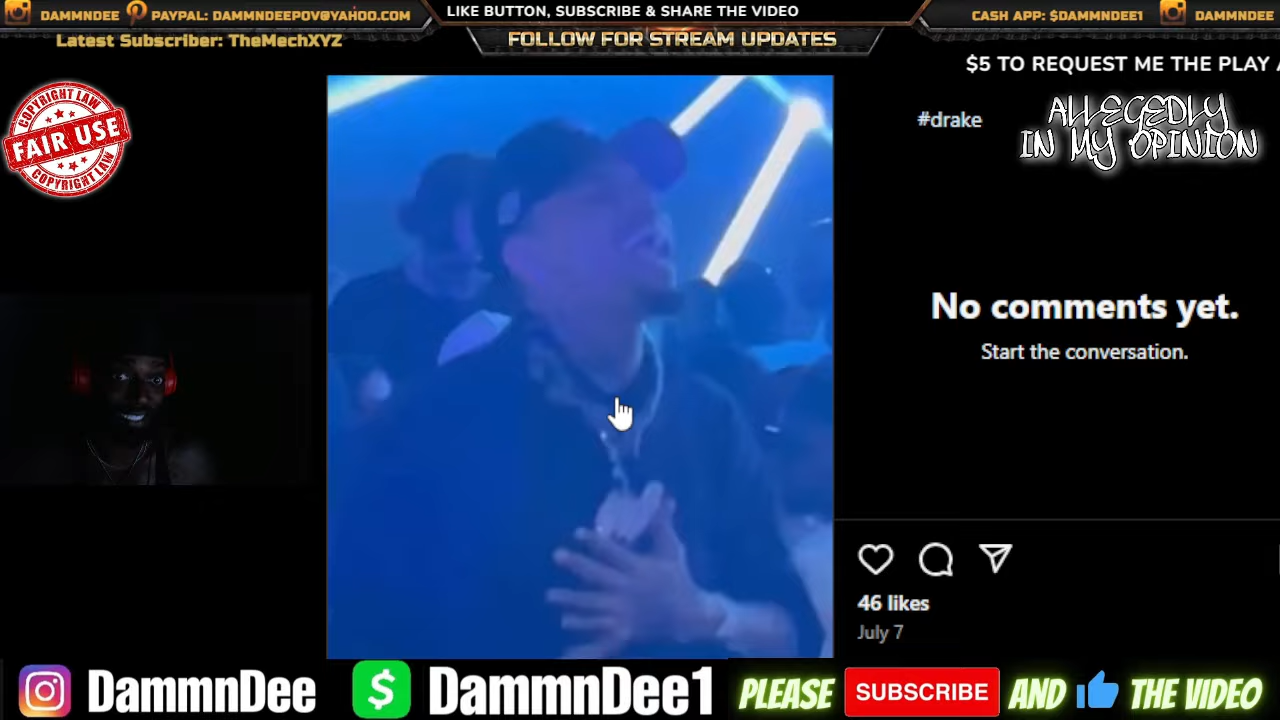 DAMMNDEE PAYPAL: DAMMNDEEPOV@YAHOO.COM
LIKE BUTTON, SUBSCRIBE & SHARE THE VIDEO
CASH APP: $DAMMNDEE1 DAMMNDEE
Latest Subscriber: TheMechXYZ
FOLLOW FOR STREAM UPDATES
$5 TO REQUEST ME THE PLAY A
COPYRIGHT LAW
FAIR USE
COPYRIGHT LAW
#drake
ALLEGEDLY
IN MY OPINION
No comments yet.
Start the conversation.
46 likes
July 7
DammnDee
$
DammnDee1
PLEASE
SUBSCRIBE
AND
THE VIDEO